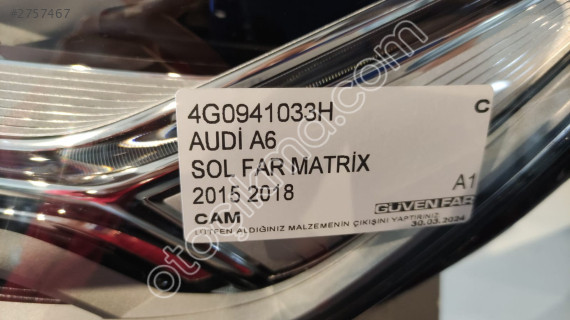 #2757467
otocikma.com
4G0941033H
C
AUDİ A6
SOL FAR MATRİX
2015 2018
A1
CAM
GÜVEN FAR
LÜTFEN ALDIĞINIZ MALZEMENİN ÇIKIŞINI YAPTIRINIZ
30.03.2024